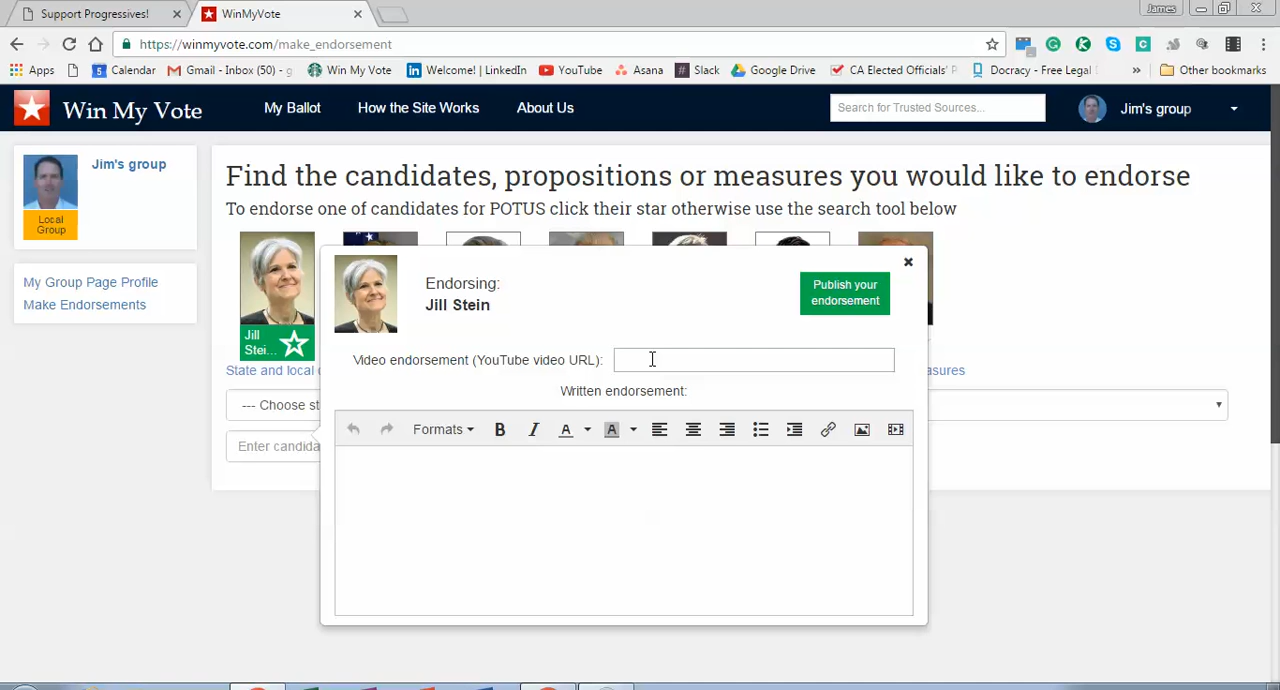 Support Progressives!
WinMyVote
James
https://winmyvote.com/make_endorsement
Apps
Calendar
Gmail - Inbox (50) - g
Win My Vote
Welcome! | LinkedIn
YouTube
Asana
Slack
Google Drive
CA Elected Officials'
Docracy - Free Legal
Other bookmarks
Win My Vote
My Ballot
How the Site Works
About Us
Search for Trusted Sources...
Jim's group
Jim's group
Local
Group
My Group Page Profile
Make Endorsements
Find the candidates, propositions or measures you would like to endorse
To endorse one of candidates for POTUS click their star otherwise use the search tool below
Jill
Stei...
State and local
asures
--- Choose st
Enter candida
Endorsing:
Jill Stein
Publish your
endorsement
Video endorsement (YouTube video URL):
Written endorsement:
Formats
B
I
A
A